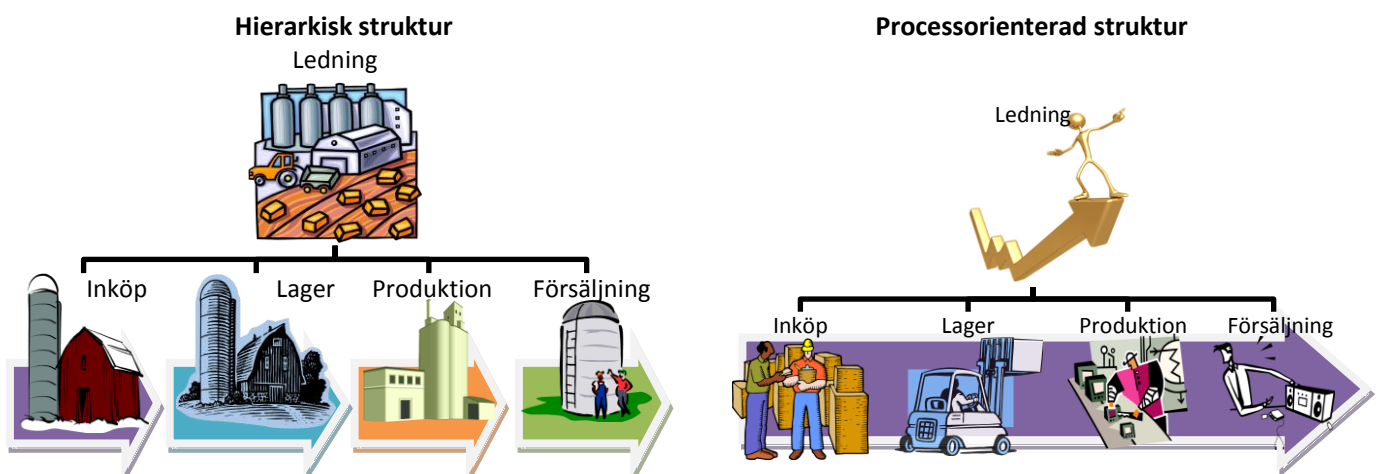 Hierarkisk struktur
Ledning
Inköp
Lager
Produktion
Försäljning
Processorienterad struktur
Ledning
Inköp
Lager
Produktion
Försäljning